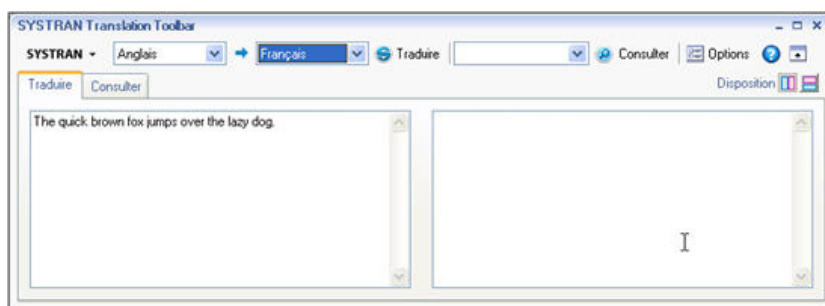 SYSTRAN Translation Toolbar
SYSTRAN Anglais Français Traduire Consulter Options ?
Traduire Consulter Disposition
The quick brown fox jumps over the lazy dog.